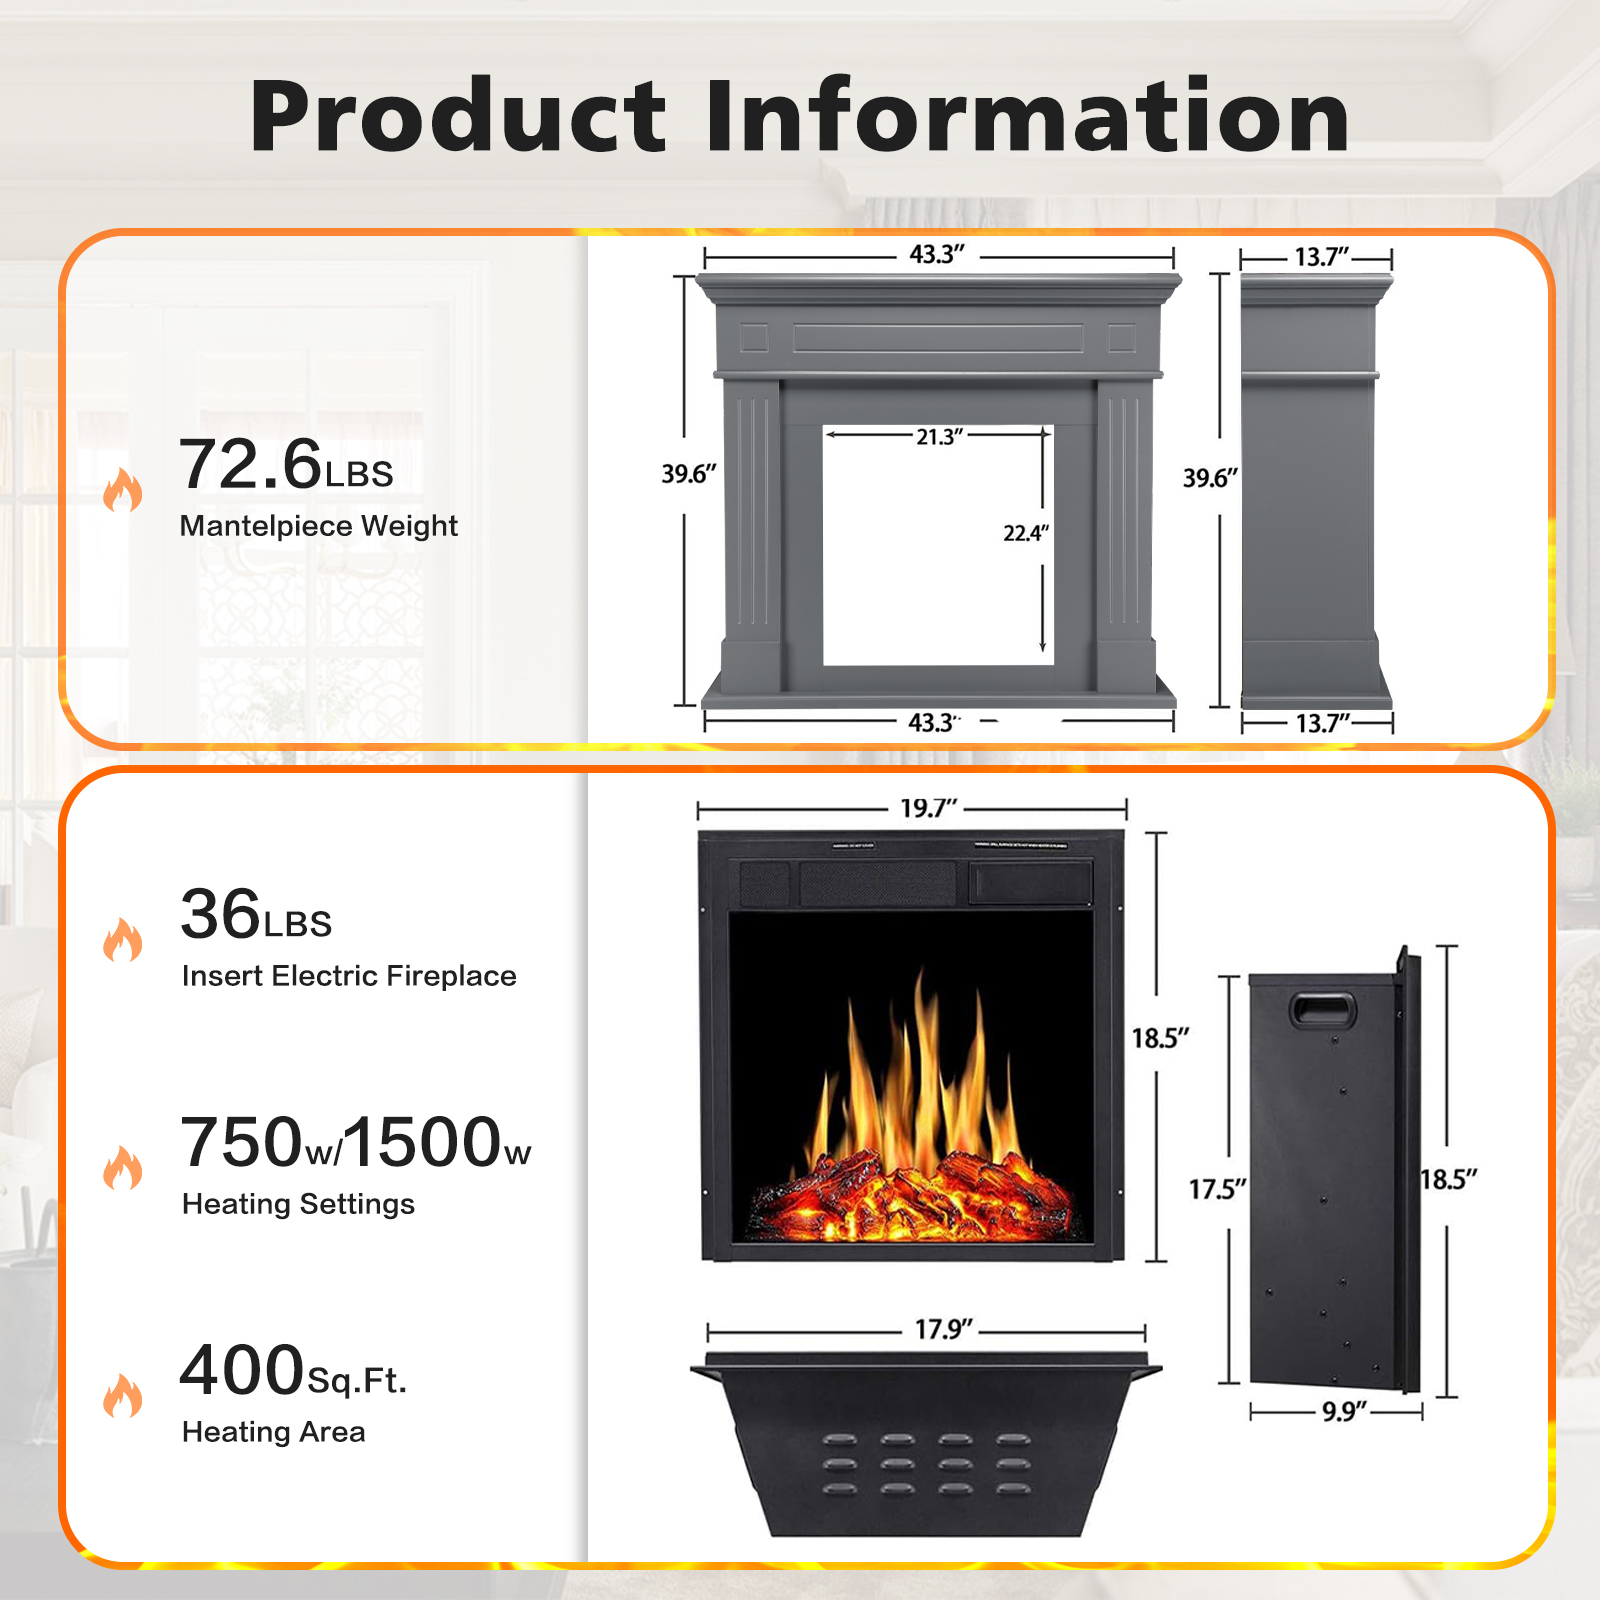 Product Information
72.6LBS
Mantelpiece Weight
43.3”
13.7”
39.6”
21.3”
22.4”
39.6”
43.3”
13.7”
36LBS
Insert Electric Fireplace
750w/1500w
Heating Settings
400Sq.Ft.
Heating Area
19.7”
18.5”
17.5”
18.5”
9.9”
17.9”